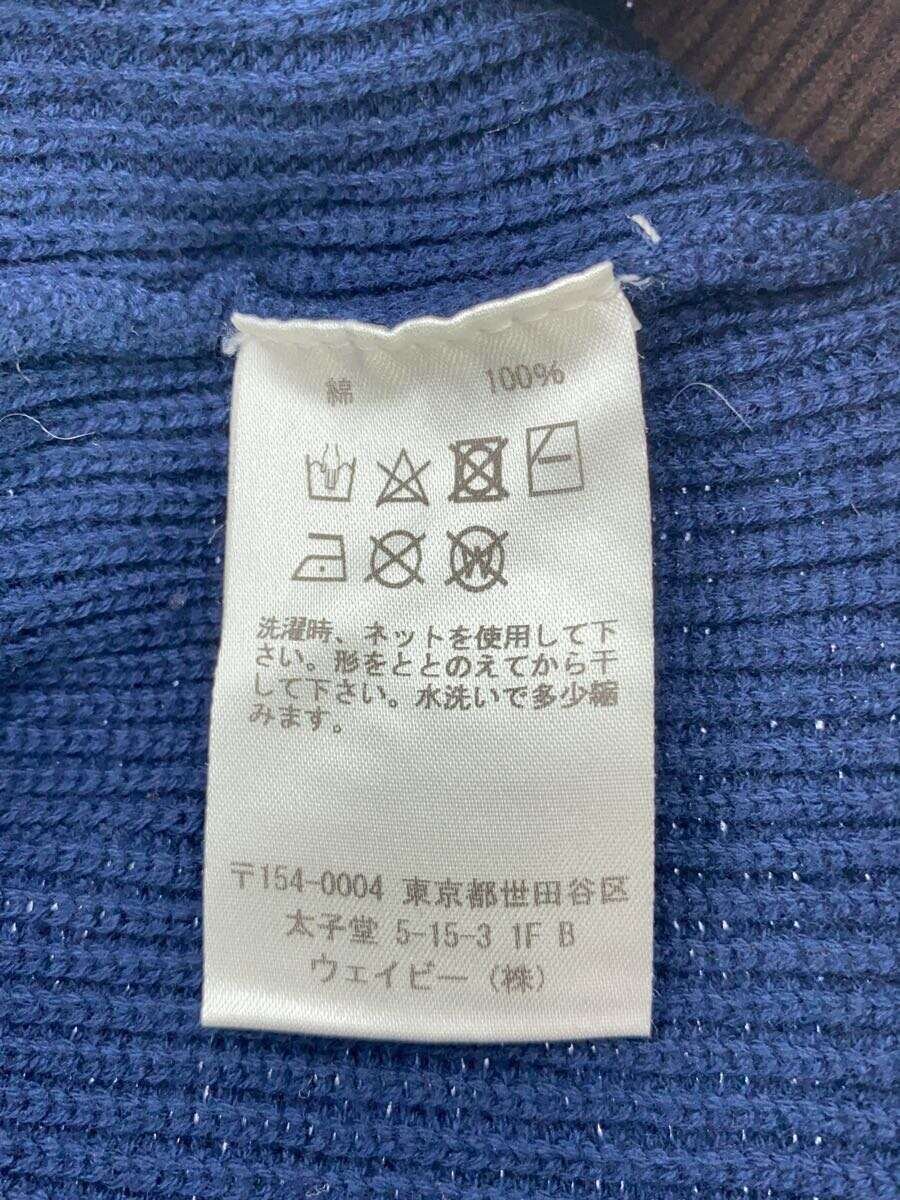 綿 100%
洗濯時、ネットを使用して下
さい。形をととのえてから干
して下さい。水洗いで多少縮
みます。
〒154-0004 東京都世田谷区
太子堂 5-15-3 1F B
ウェイビー (株)